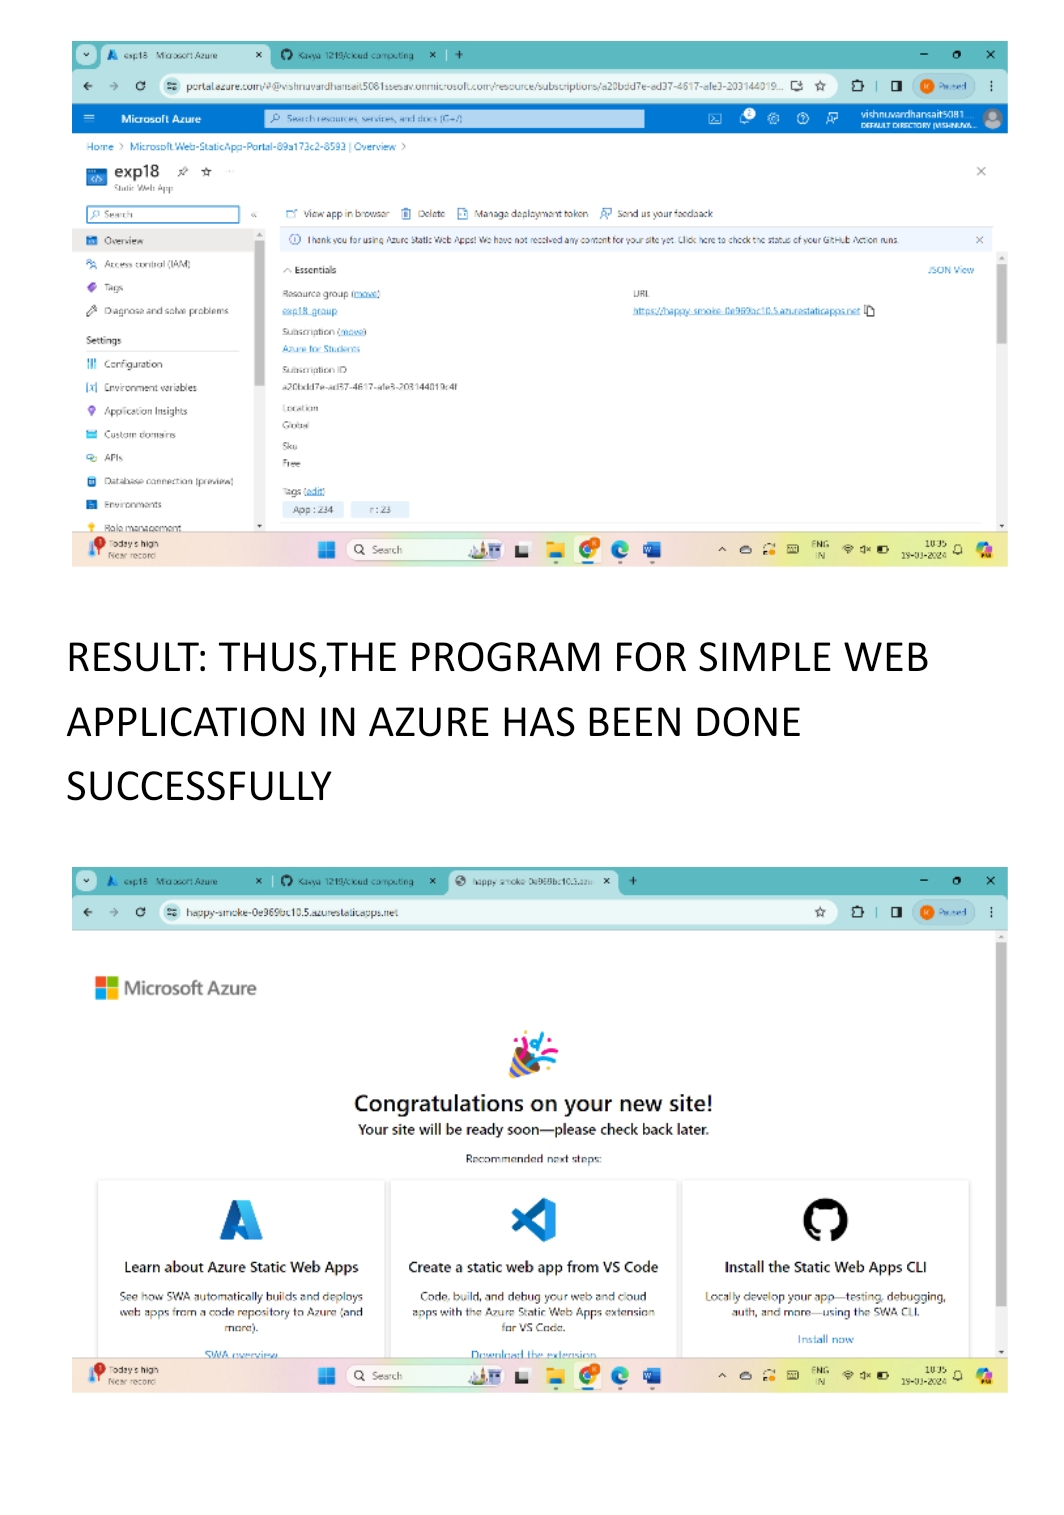 exp18 - Microsoft Azure
Kavya-1219/cloud-computing
portal.azure.com/#@vishnuvardhansait5081ssesav.onmicrosoft.com/resource/subscriptions/a20bdd7e-ad37-4617-afe3-203144019...
Paused
Microsoft Azure
Search resources, services, and docs (G+/)
2
vishnuvardhansait5081...
DEFAULT DIRECTORY (VISHNUVA...
Home > Microsoft.Web-StaticApp-Portal-89a173c2-8593 | Overview >
exp18
Static Web App
Search
View app in browser Delete Manage deployment token Send us your feedback
Overview
Thank you for using Azure Static Web Apps! We have not received any content for your site yet. Click here to check the status of your GitHub Action runs.
Access control (IAM)
Tags
Diagnose and solve problems
Settings
Configuration
Environment variables
Application Insights
Custom domains
APIs
Database connection (preview)
Environments
Role management
Essentials
JSON View
Resource group (move)
exp18_group
Subscription (move)
Azure for Students
Subscription ID
a20bdd7e-ad37-4617-afe3-203144019c4f
Location
Global
Sku
Free
Tags (edit)
App : 234 r : 23
URL
https://happy-smoke-0e969bc10.5.azurestaticapps.net
Today's high
Near record
Search
ENG
IN
18:35
19-03-2024
RESULT: THUS,THE PROGRAM FOR SIMPLE WEB
APPLICATION IN AZURE HAS BEEN DONE
SUCCESSFULLY
exp18 - Microsoft Azure
Kavya-1219/cloud-computing
happy-smoke-0e969bc10.5.azu
happy-smoke-0e969bc10.5.azurestaticapps.net
Paused
Microsoft Azure
Congratulations on your new site!
Your site will be ready soon—please check back later.
Recommended next steps:
Learn about Azure Static Web Apps
See how SWA automatically builds and deploys
web apps from a code repository to Azure (and
more).
SWA overview
Create a static web app from VS Code
Code, build, and debug your web and cloud
apps with the Azure Static Web Apps extension
for VS Code.
Download the extension
Install the Static Web Apps CLI
Locally develop your app—testing, debugging,
auth, and more—using the SWA CLI.
Install now
Today's high
Near record
Search
ENG
IN
18:35
19-03-2024